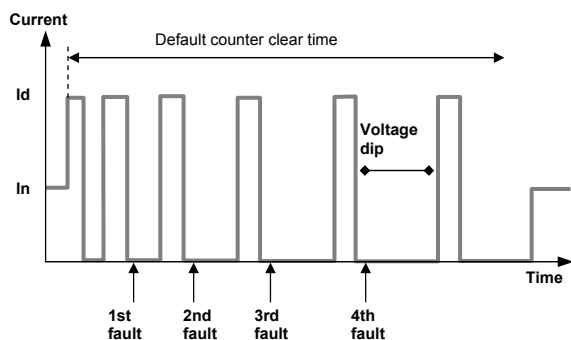 Current
Default counter clear time
Id
Voltage
dip
In
Time
1st
fault
2nd
fault
3rd
fault
4th
fault